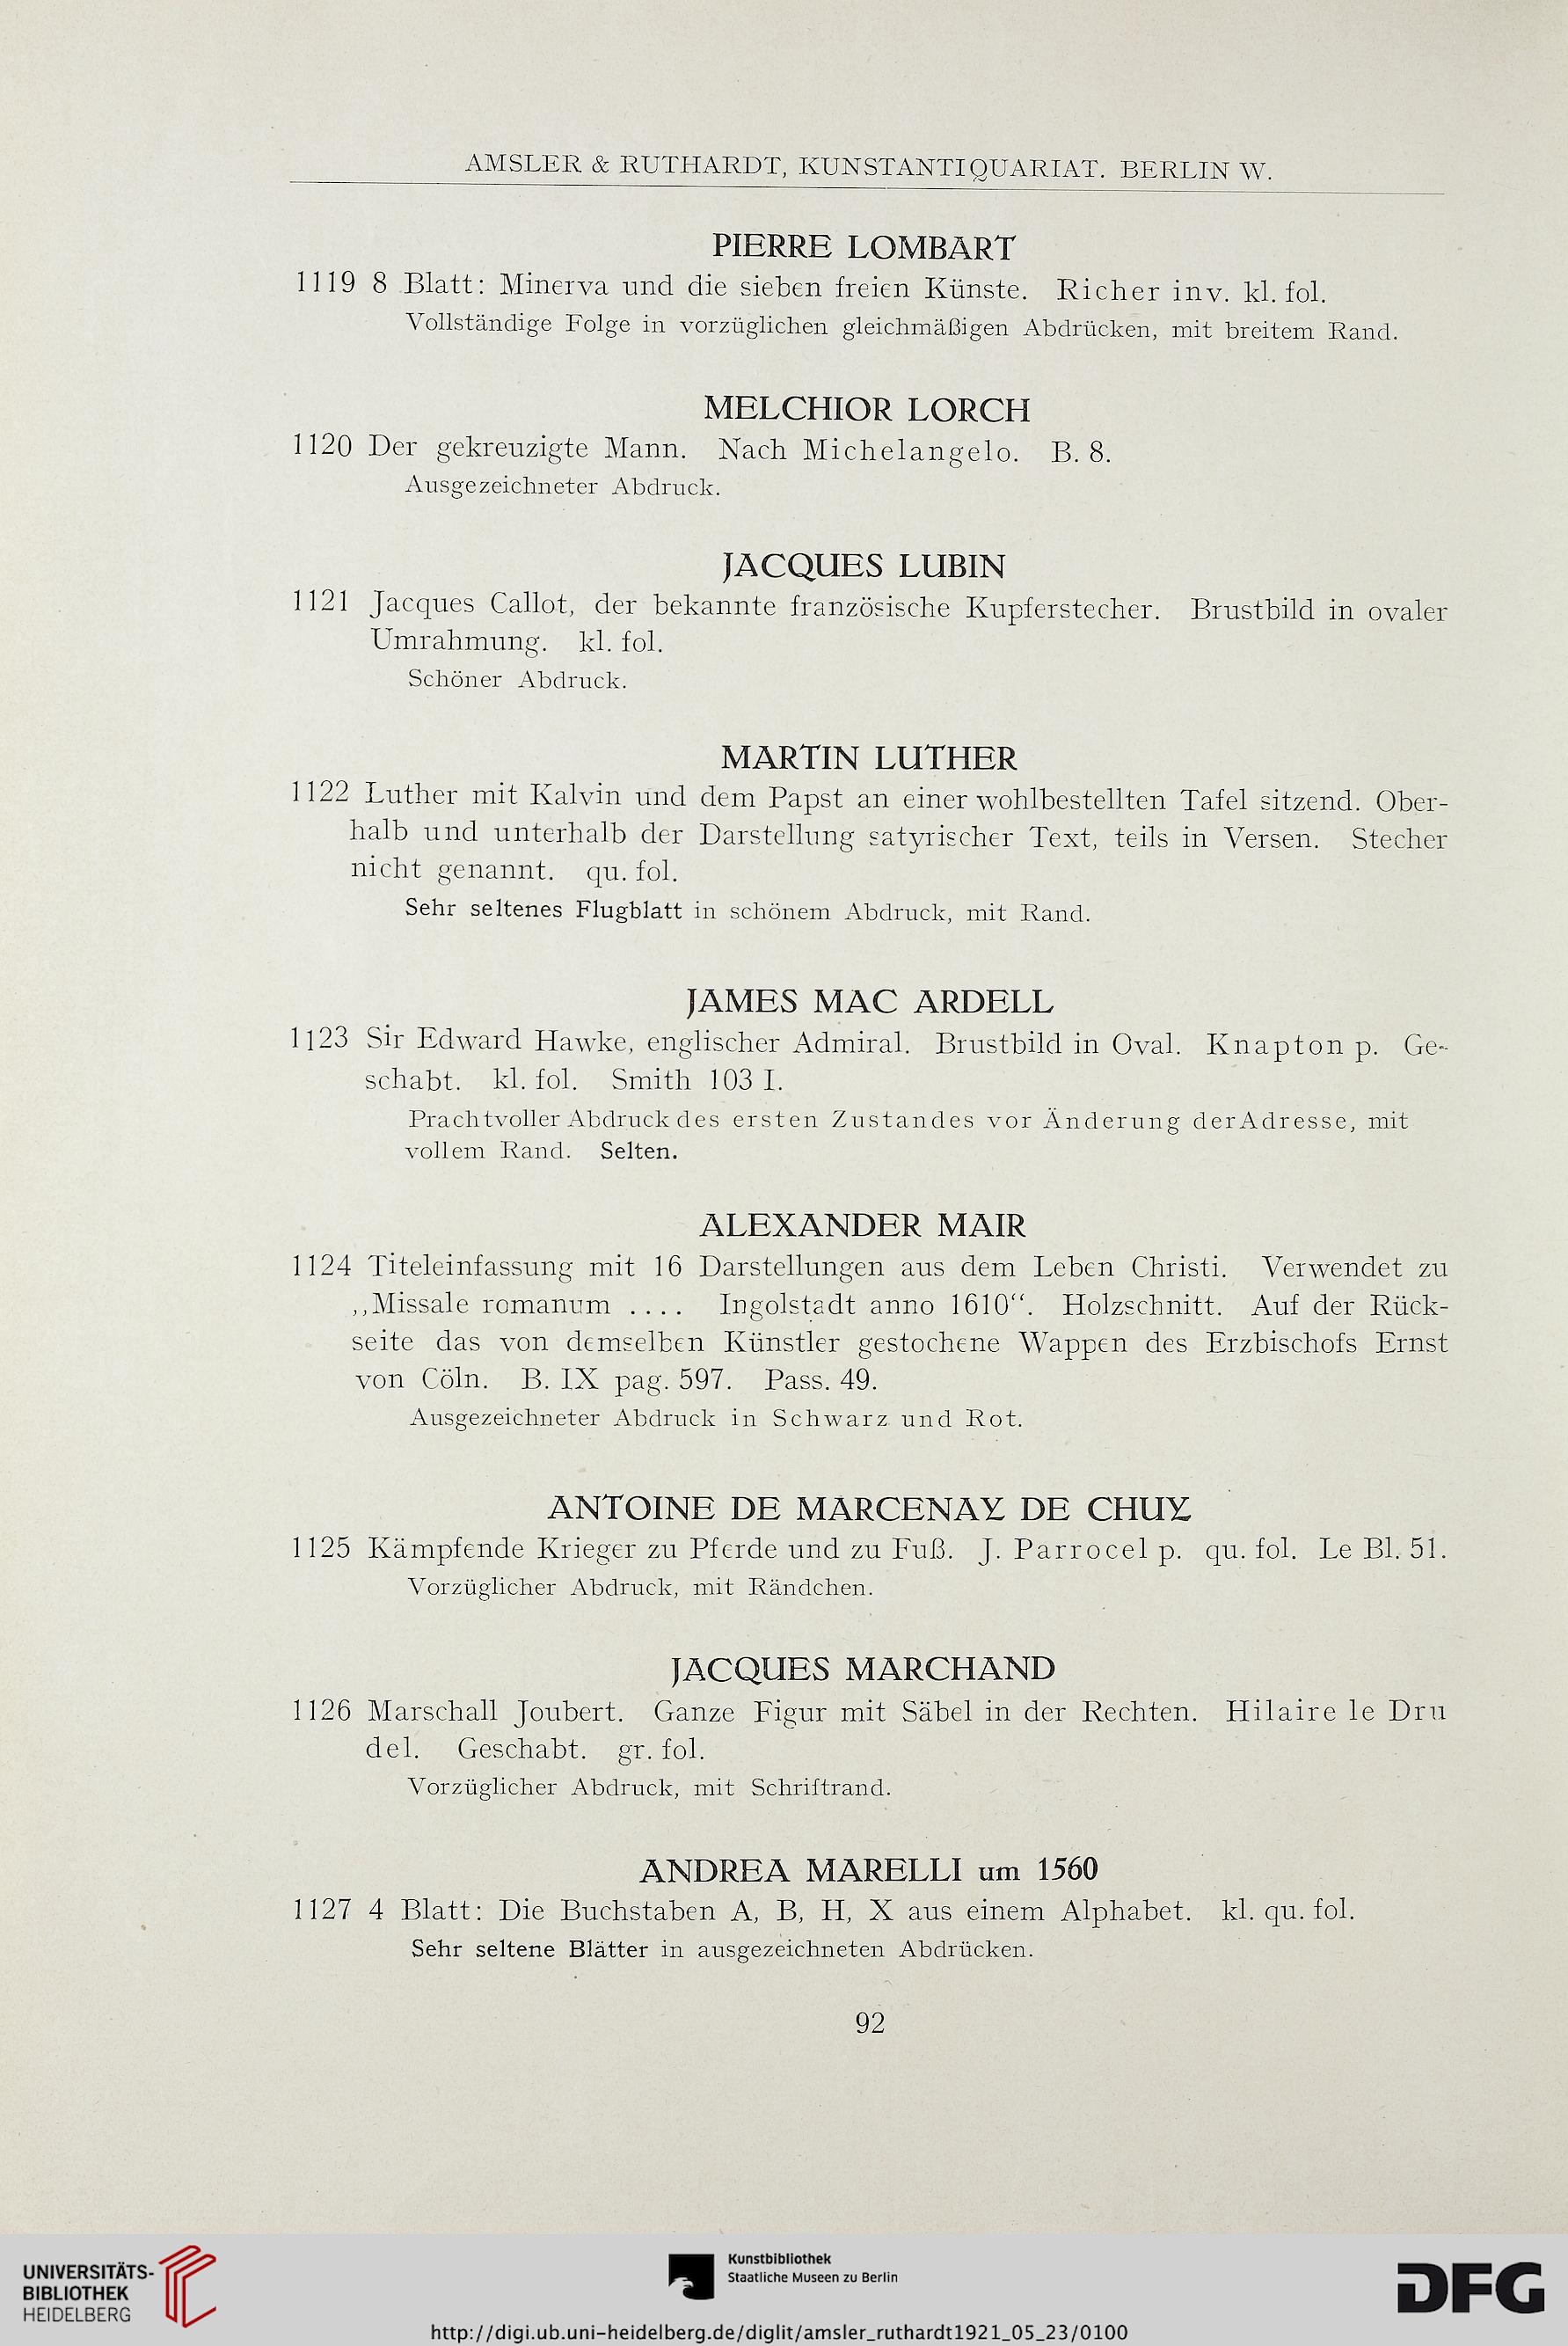 AMSLER & RUTHARDT, KUNSTANTIQUARIAT. BERLIN W.
PIERRE LOMBART
1119 8 Blatt: Minerva und die sieben freien Künste. Richer inv. kl. fol.
Vollständige Folge in vorzüglichen gleichmäßigen Abdrücken, mit breitem Rand.
MELCHIOR LORCH
1120 Der gekreuzigte Mann. Nach Michelangelo. B. 8.
Ausgezeichneter Abdruck.
JACQUES LUBIN
1121 Jacques Callot, der bekannte französische Kupferstecher. Brustbild in ovaler
Umrahmung. kl. fol.
Schöner Abdruck.
MARTIN LUTHER
1122 Luther mit Kalvin und dem Papst an einer wohlbestellten Tafel sitzend. Ober-
halb und unterhalb der Darstellung satyrischer Text, teils in Versen. Stecher
nicht genannt. qu. fol.
Sehr seltenes Flugblatt in schönem Abdruck, mit Rand.
JAMES MAC ARDELL
1123 Sir Edward Hawke, englischer Admiral. Brustbild in Oval. Knapton p. Ge-
schabt. kl. fol. Smith 103 I.
Prachtvoller Abdruck des ersten Zustandes vor Änderung der Adresse, mit
vollem Rand. Selten.
ALEXANDER MAIR
1124 Titeleinfassung mit 16 Darstellungen aus dem Leben Christi. Verwendet zu
„Missale romanum .... Ingolstadt anno 1610“. Holzschnitt. Auf der Rück-
seite das von demselben Künstler gestochene Wappen des Erzbischofs Ernst
von Cöln. B. IX pag. 597. Pass. 49.
Ausgezeichneter Abdruck in Schwarz und Rot.
ANTOINE DE MARCENAY DE CHUY
1125 Kämpfende Krieger zu Pferde und zu Fuß. J. Parrocel p. qu. fol. Le Bl. 51.
Vorzüglicher Abdruck, mit Rändchen.
JACQUES MARCHAND
1126 Marschall Joubert. Ganze Figur mit Säbel in der Rechten. Hilaire le Dru
del. Geschabt. gr. fol.
Vorzüglicher Abdruck, mit Schriftrand.
ANDREA MARELLI um 1560
1127 4 Blatt: Die Buchstaben A, B, H, X aus einem Alphabet. kl. qu. fol.
Sehr seltene Blätter in ausgezeichneten Abdrücken.
92
UNIVERSITÄTS-
BIBLIOTHEK
HEIDELBERG
Kunstbibliothek
Staatliche Museen zu Berlin
DFG
http://digi.ub.uni-heidelberg.de/diglit/amsler_ruthardt1921_05_23/0100